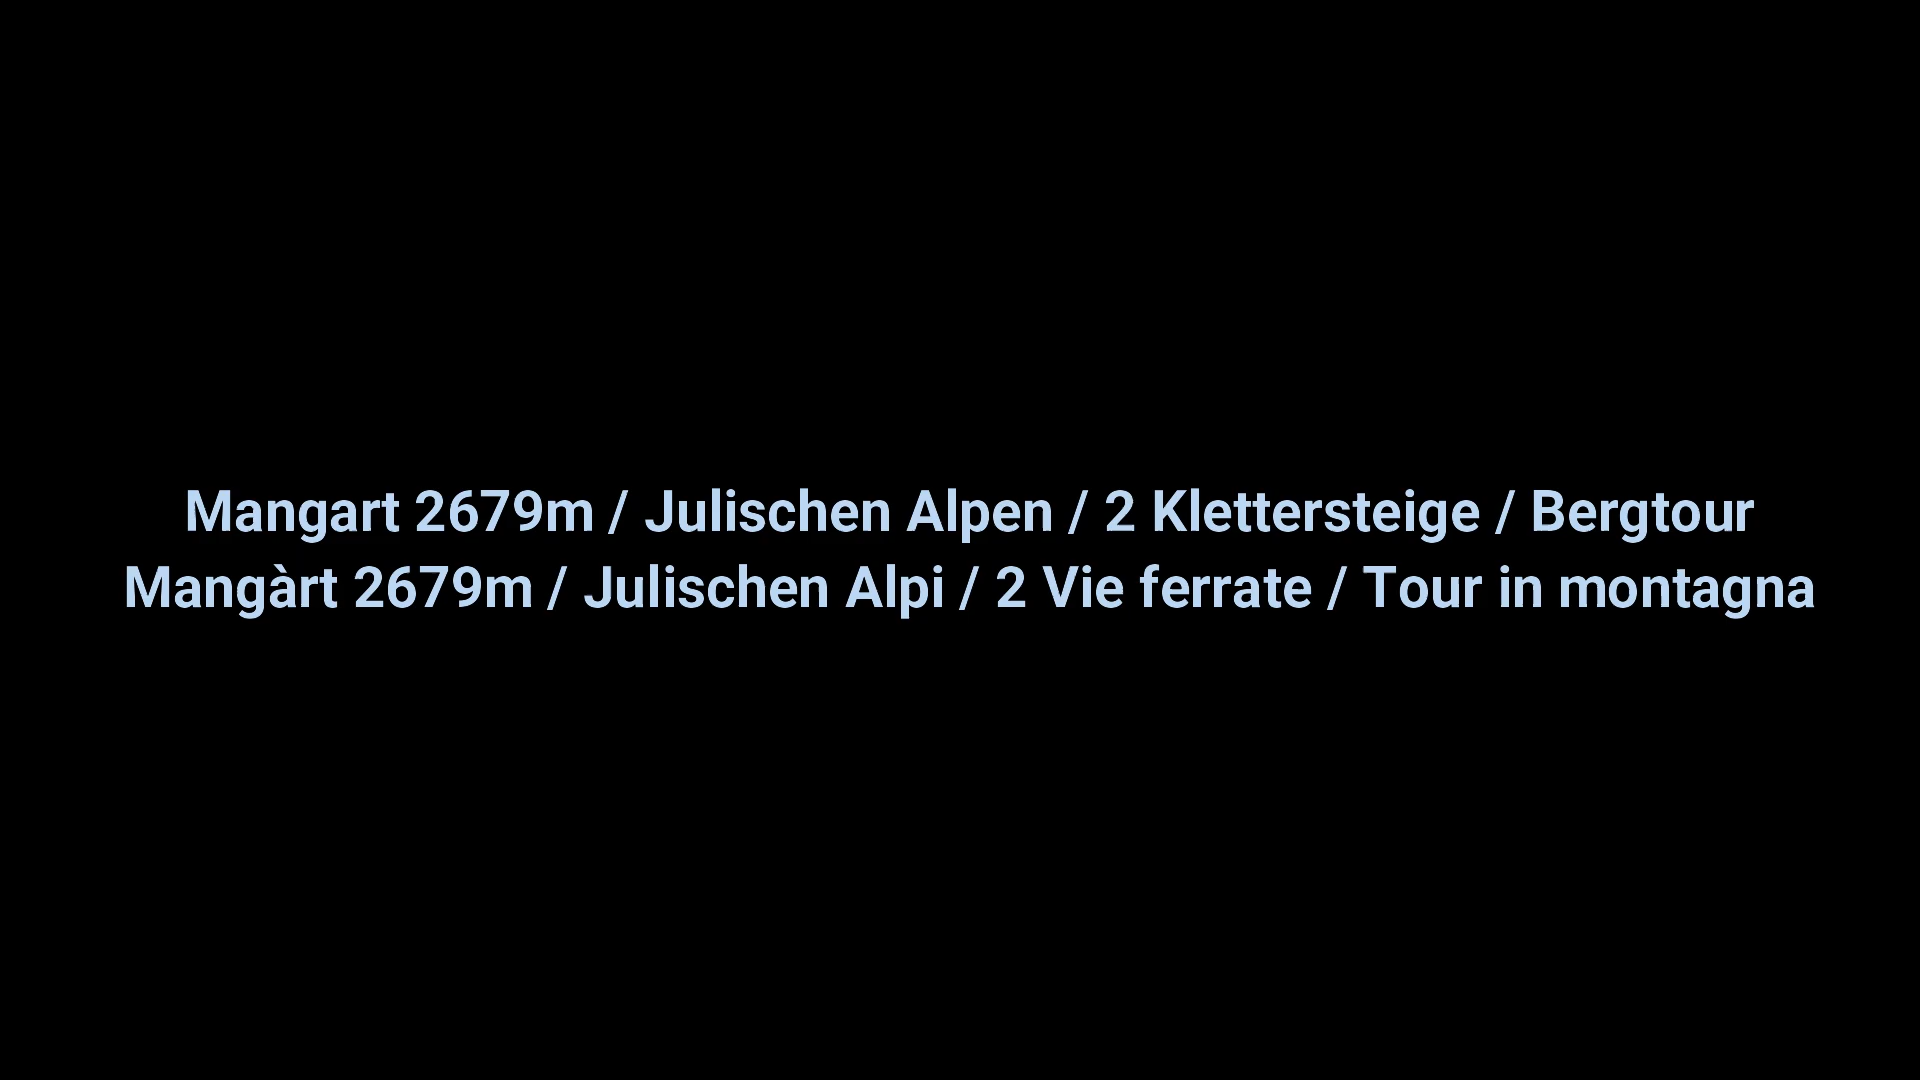 Mangart 2679m / Julischen Alpen / 2 Klettersteige / Bergtour
Mangàrt 2679m / Julischen Alpi / 2 Vie ferrate / Tour in montagna